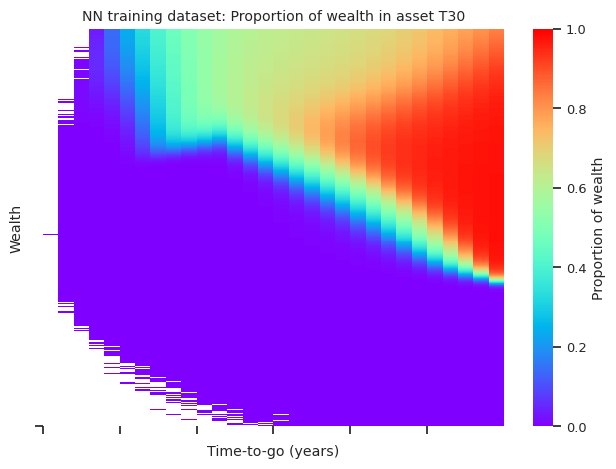 NN training dataset: Proportion of wealth in asset T30
Wealth
Time-to-go (years)
1.0
0.8
0.6
0.4
0.2
0.0
Proportion of wealth